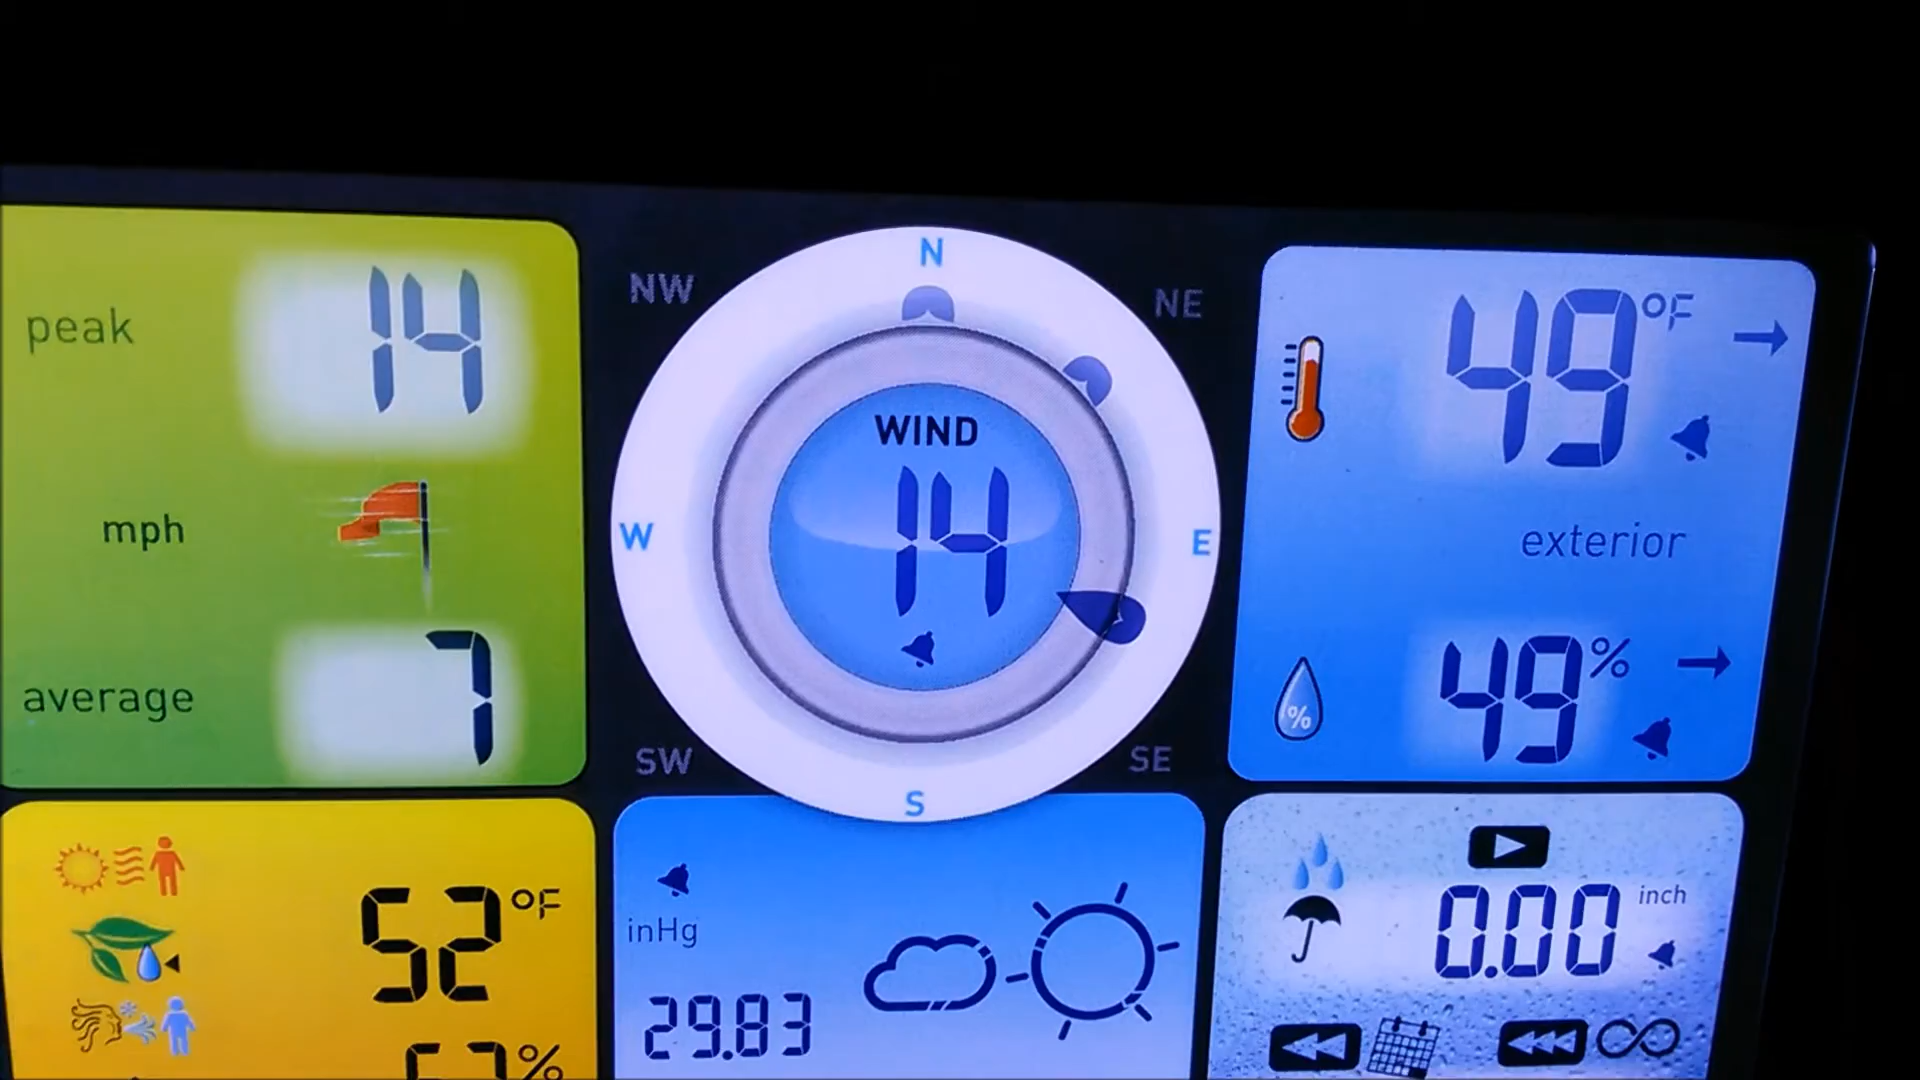 peak 14
mph
average 7
N
NW
NE
W
E
SW
SE
S
WIND
14
49 °F
exterior
49 %
%
52 °F
%
inHg
29.83
0.00 inch